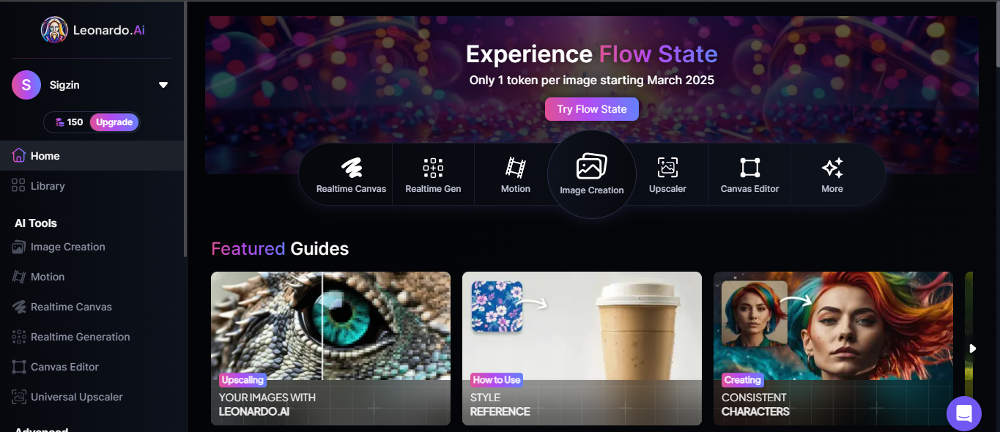 Leonardo.Ai
S
Sigzin
150
Upgrade
Home
Library
AI Tools
Image Creation
Motion
Realtime Canvas
Realtime Generation
Canvas Editor
Universal Upscaler
Advanced
Experience Flow State
Only 1 token per image starting March 2025
Try Flow State
Realtime Canvas
Realtime Gen
Motion
Image Creation
Upscaler
Canvas Editor
More
Featured Guides
Upscaling
YOUR IMAGES WITH
LEONARDO.AI
How to Use
STYLE
REFERENCE
Creating
CONSISTENT
CHARACTERS